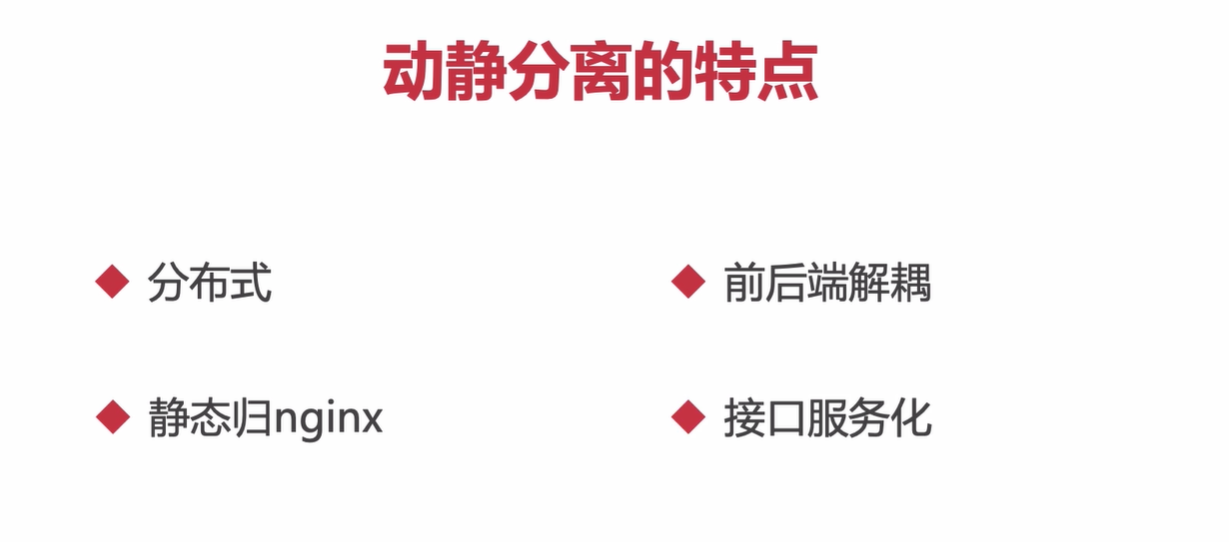 动静分离的特点
分布式
前后端解耦
静态归nginx
接口服务化